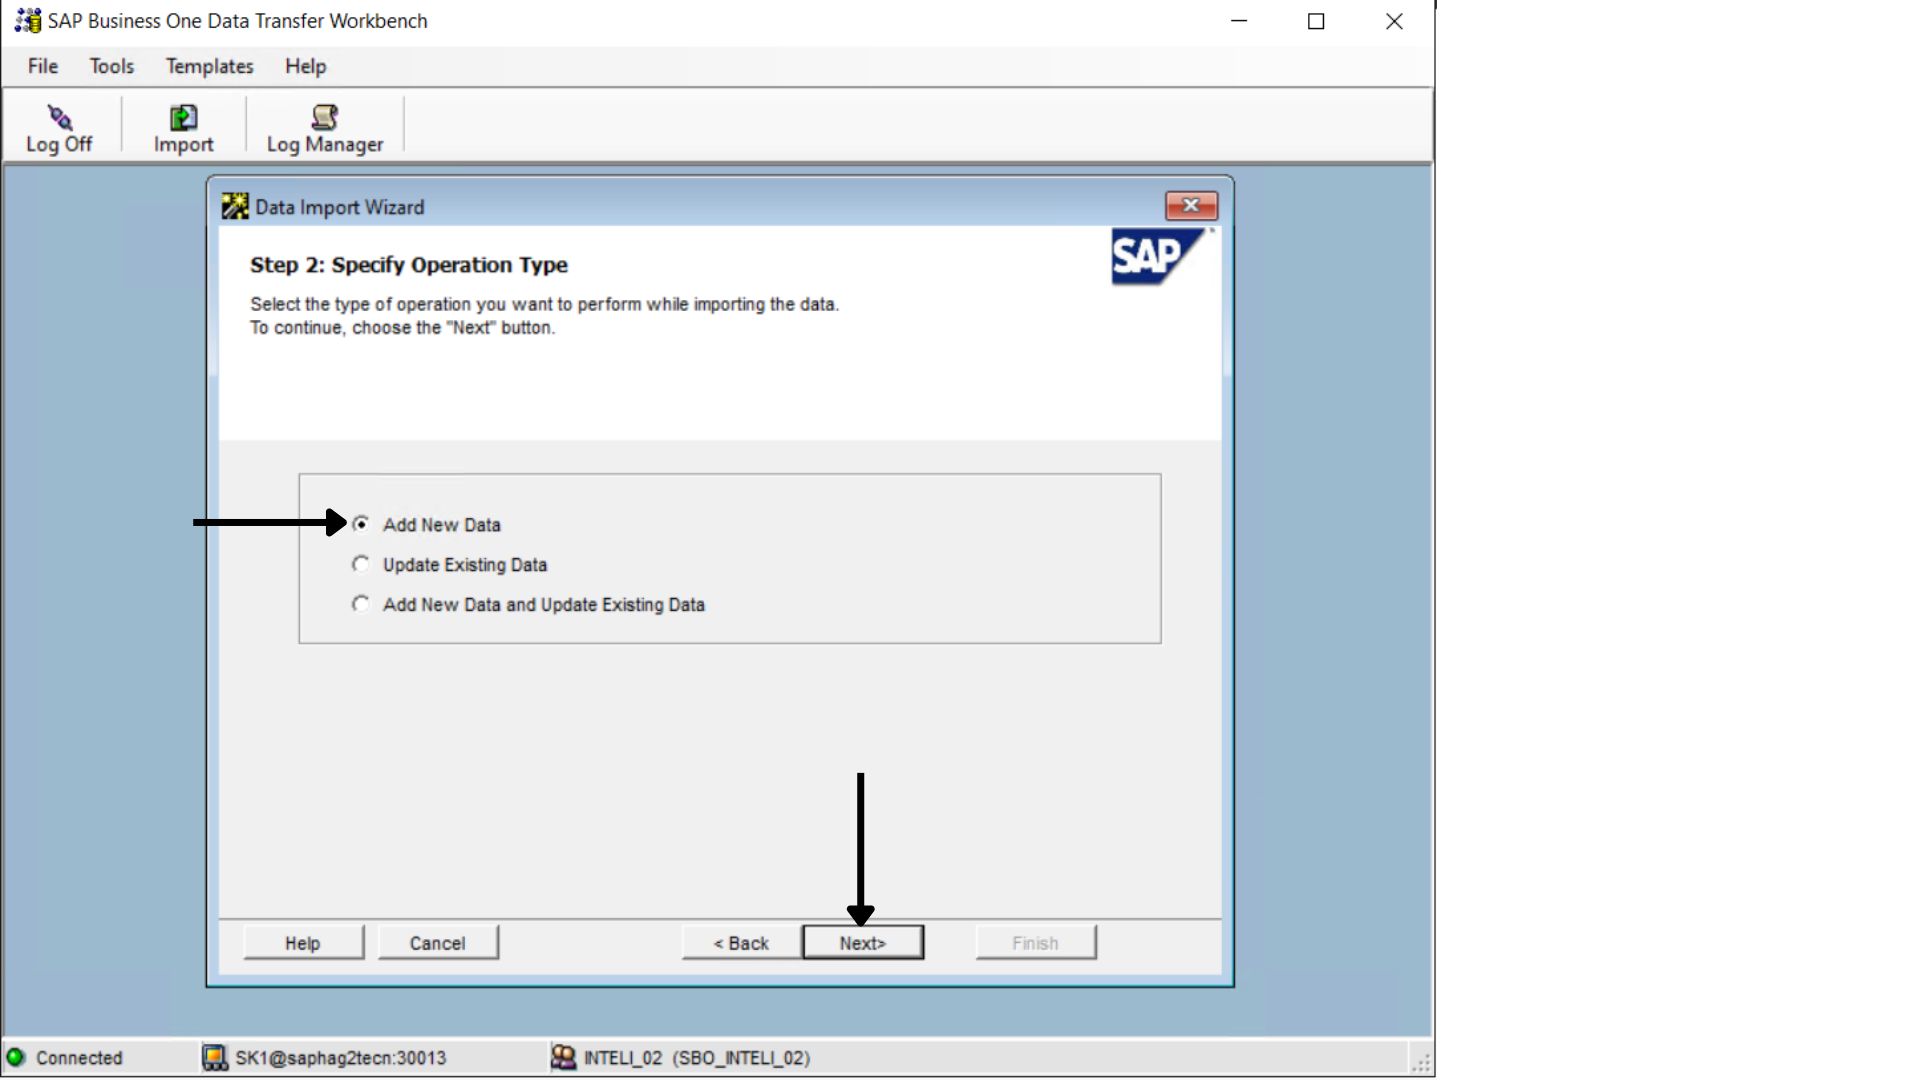 SAP Business One Data Transfer Workbench
File Tools Templates Help
Log Off Import Log Manager
Data Import Wizard
SAP
Step 2: Specify Operation Type
Select the type of operation you want to perform while importing the data.
To continue, choose the "Next" button.
Add New Data
Update Existing Data
Add New Data and Update Existing Data
Help Cancel < Back Next> Finish
Connected SK1@saphag2tecn:30013 INTELI_02 (SBO_INTELI_02)